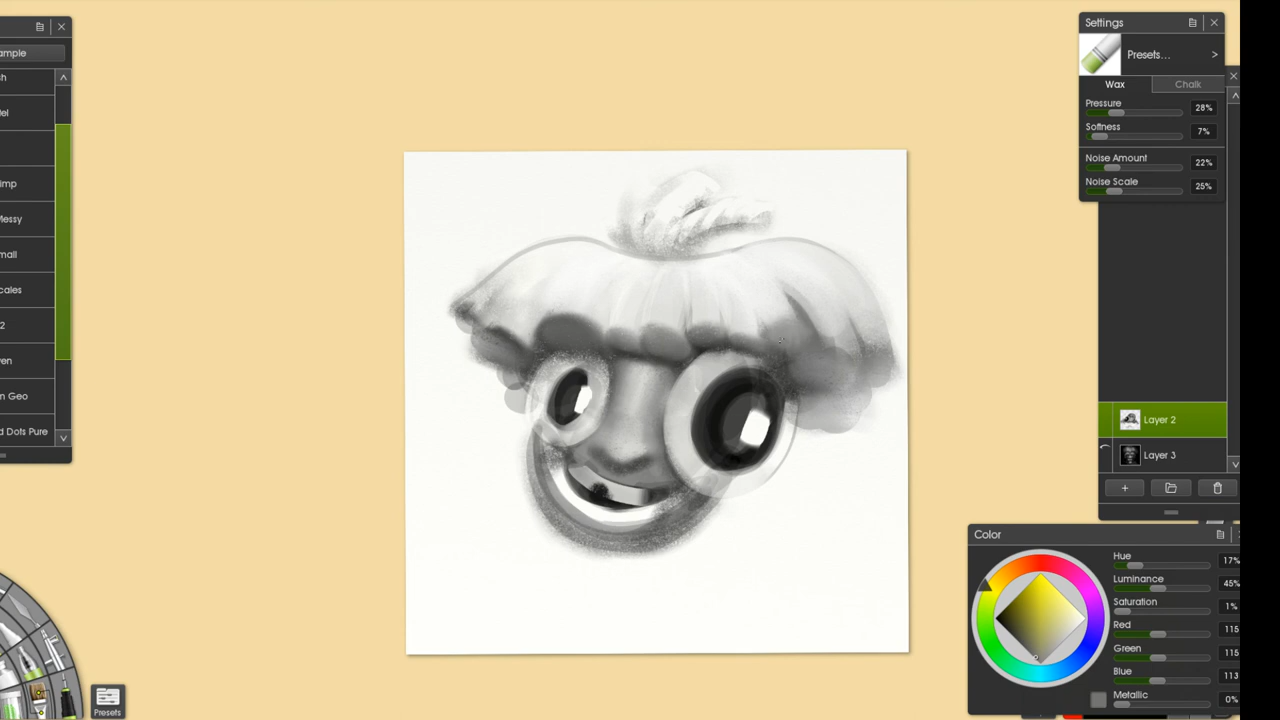 ample
sh
tel
imp
Messy
mall
cales
2
en
n Geo
d Dots Pure
Settings
Presets...
>
Wax
Chalk
Pressure
28%
Softness
7%
Noise Amount
22%
Noise Scale
25%
Layer 2
Layer 3
+
Color
Hue
17%
Luminance
45%
Saturation
1%
Red
115
Green
115
Blue
113
Metallic
0%
Presets